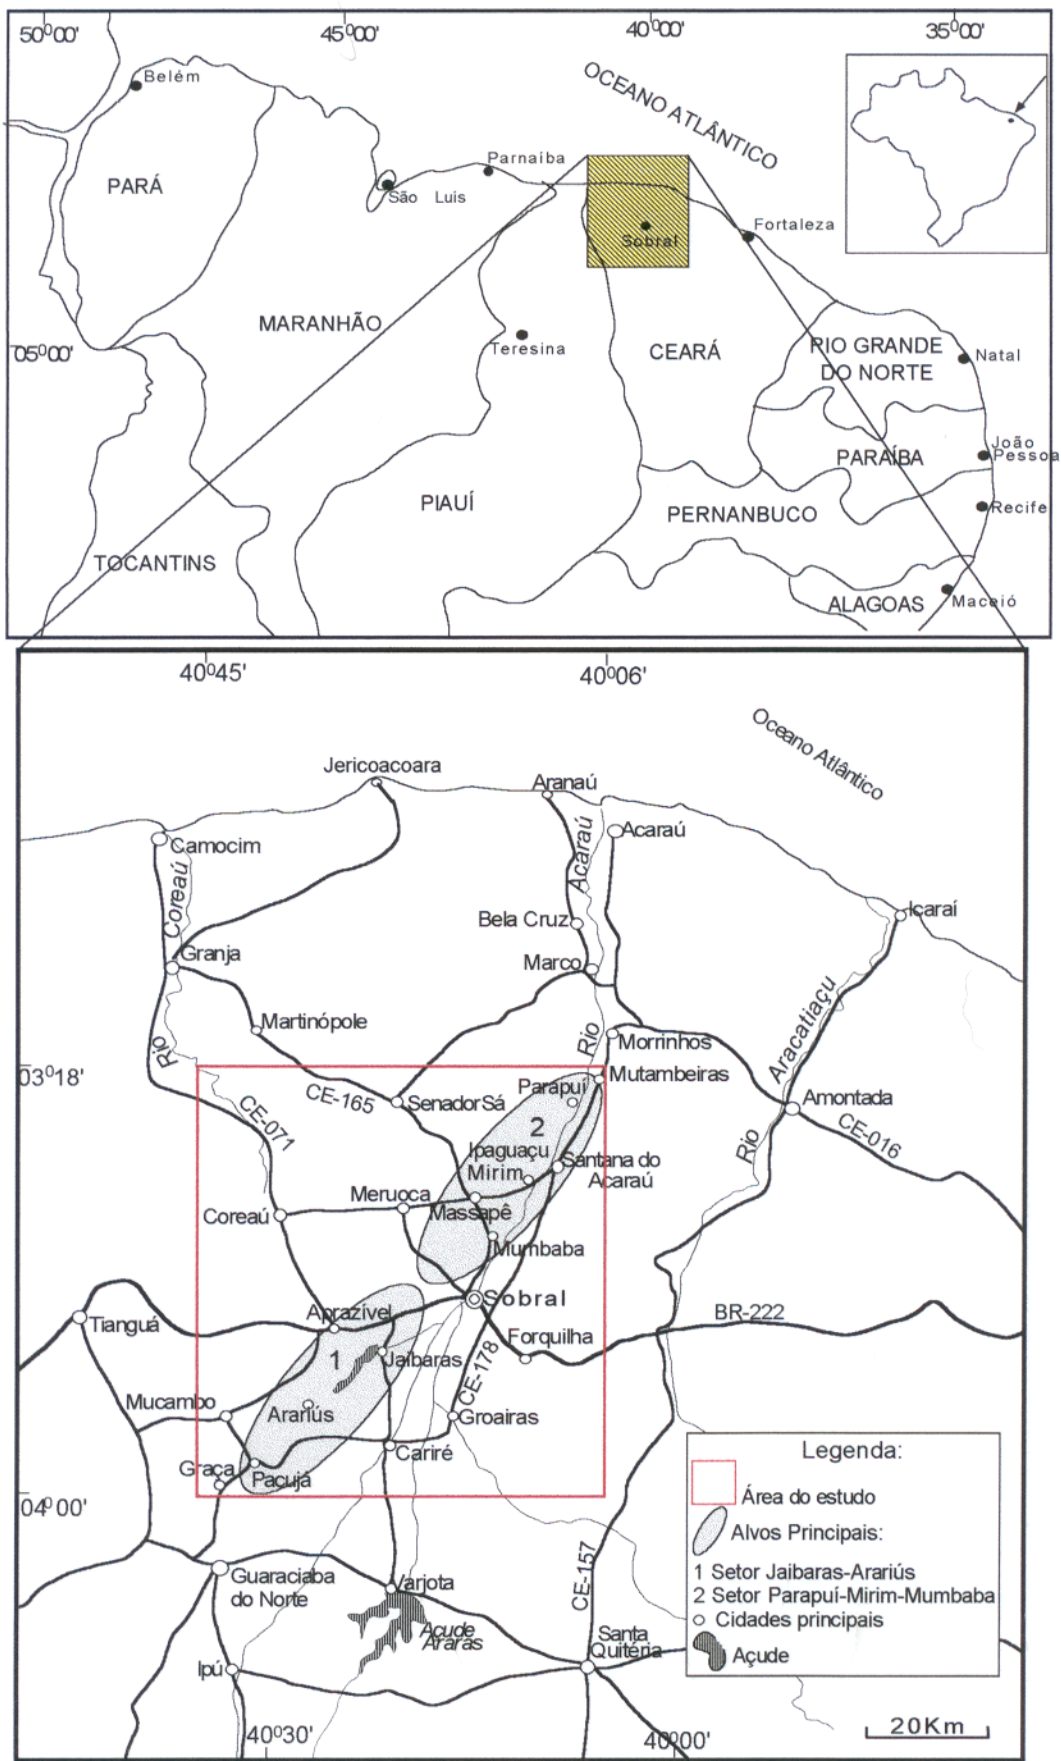 50°00'
45°00'
40°00'
35°00'
OCEANO ATLÂNTICO
Belém
PARÁ
São Luis
Parnaíba
Sobral
Fortaleza
MARANHÃO
05°00'
Teresina
CEARÁ
RIO GRANDE
DO NORTE
Natal
João
Pessoa
PARAÍBA
PIAUÍ
PERNANBUCO
Recife
TOCANTINS
ALAGOAS
Maceió
40°45'
40°06'
Oceano Atlântico
Jericoacoara
Aranaú
Camocim
Acaraú
Rio Coreaú
Rio Acaraú
Bela Cruz
Icaraí
Granja
Marco
Martinópole
Morrinhos
Rio Aracatiaçu
03°18'
CE-165
Parapuí
Mutambeiras
Senador Sá
CE-071
2
Amontada
CE-016
Ipaguaçu
Mirim
Santana do
Acaraú
Meruoca
Massapê
Coreaú
Mumbaba
Sobral
Aprazível
Tianguá
BR-222
Forquilha
1
Jaibaras
CE-178
Mucambo
Arariús
Groairas
Cariré
Graça
Pacujá
04°00'
Legenda:
Área do estudo
Alvos Principais:
1 Setor Jaibaras-Arariús
2 Setor Parapuí-Mirim-Mumbaba
Cidades principais
Açude
CE-157
Guaraciaba
do Norte
Varjota
Açude
Araras
Santa
Quitéria
Ipú
40°30'
40°00'
20Km